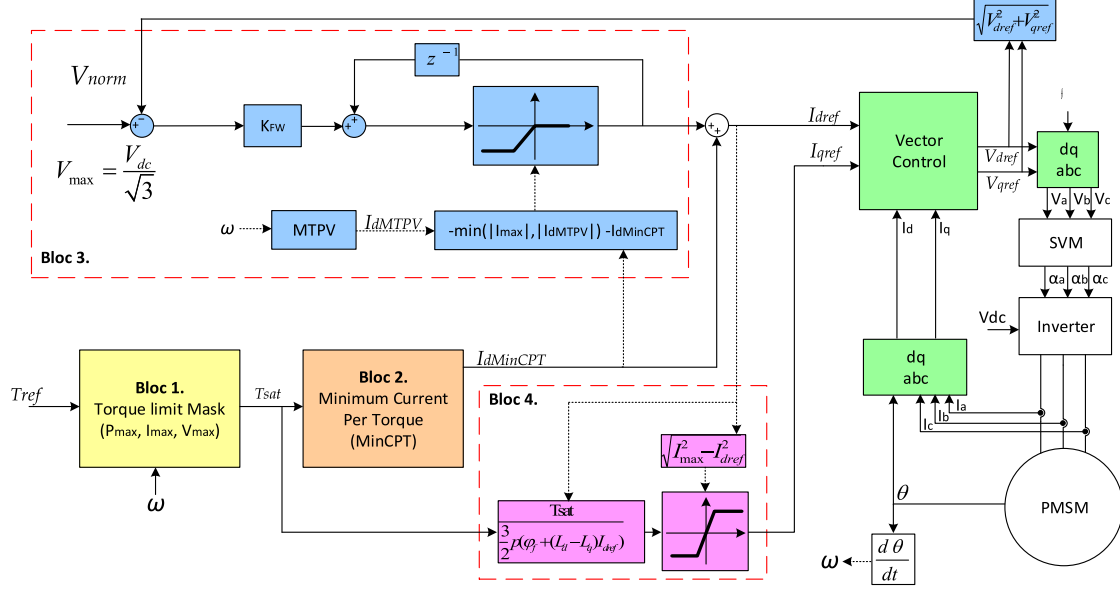 √(V²dref+V²qref)
Vnorm
z⁻¹
KFW
Vmax = Vdc/√3
Idref
Iqref
Vector
Control
Vdref
Vqref
dq
abc
Va Vb Vc
ω
MTPV
IdMTPV
-min(|Imax|,|IdMTPV|) -IdMinCPT
Bloc 3.
Id
Iq
SVM
αa αb αc
Vdc
Inverter
Tref
Bloc 1.
Torque limit Mask
(Pmax, Imax, Vmax)
ω
Tsat
Bloc 2.
Minimum Current
Per Torque
(MinCPT)
IdMinCPT
dq
abc
Ia
Ib
Ic
Bloc 4.
√(I²max−I²dref)
Tsat
3/2 p(φf+(Ld−Lq)Idref)
θ
PMSM
ω
dθ/dt